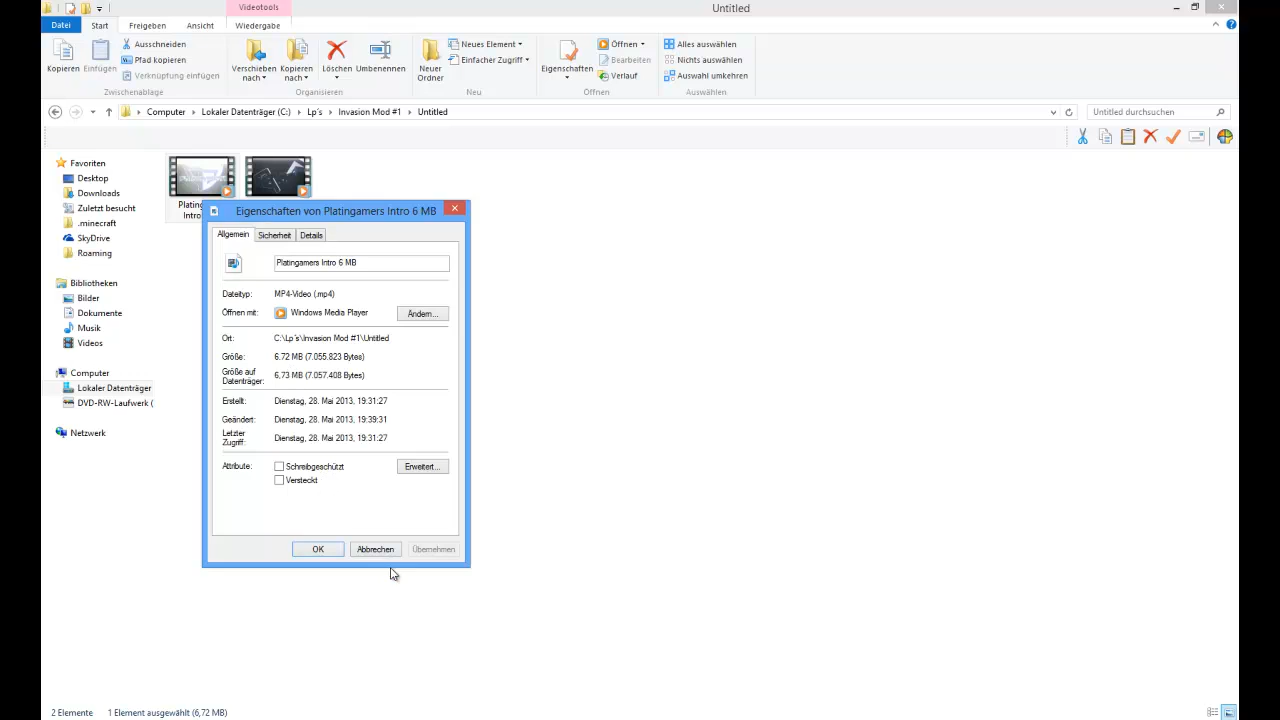 Videotools
Untitled
Datei
Start
Freigeben
Ansicht
Wiedergabe
Kopieren
Einfügen
Ausschneiden
Pfad kopieren
Verknüpfung einfügen
Zwischenablage
Verschieben
nach
Kopieren
nach
Löschen
Umbenennen
Organisieren
Neuer
Ordner
Neues Element
Einfacher Zugriff
Neu
Eigenschaften
Öffnen
Bearbeiten
Verlauf
Öffnen
Alles auswählen
Nichts auswählen
Auswahl umkehren
Auswählen
Computer
Lokaler Datenträger (C:)
Lp´s
Invasion Mod #1
Untitled
Untitled durchsuchen
Favoriten
Desktop
Downloads
Zuletzt besucht
.minecraft
SkyDrive
Roaming
Bibliotheken
Bilder
Dokumente
Musik
Videos
Computer
Lokaler Datenträger
DVD-RW-Laufwerk (
Netzwerk
Plating
Intro
Eigenschaften von Platingamers Intro 6 MB
Allgemein
Sicherheit
Details
Platingamers Intro 6 MB
Dateityp: MP4-Video (.mp4)
Öffnen mit: Windows Media Player
Ändern...
Ort: C:\Lp´s\Invasion Mod #1\Untitled
Größe: 6,72 MB (7.055.823 Bytes)
Größe auf
Datenträger: 6,73 MB (7.057.408 Bytes)
Erstellt: Dienstag, 28. Mai 2013, 19:31:27
Geändert: Dienstag, 28. Mai 2013, 19:39:31
Letzter
Zugriff: Dienstag, 28. Mai 2013, 19:31:27
Attribute:
Schreibgeschützt
Erweitert...
Versteckt
OK
Abbrechen
Übernehmen
2 Elemente
1 Element ausgewählt (6,72 MB)